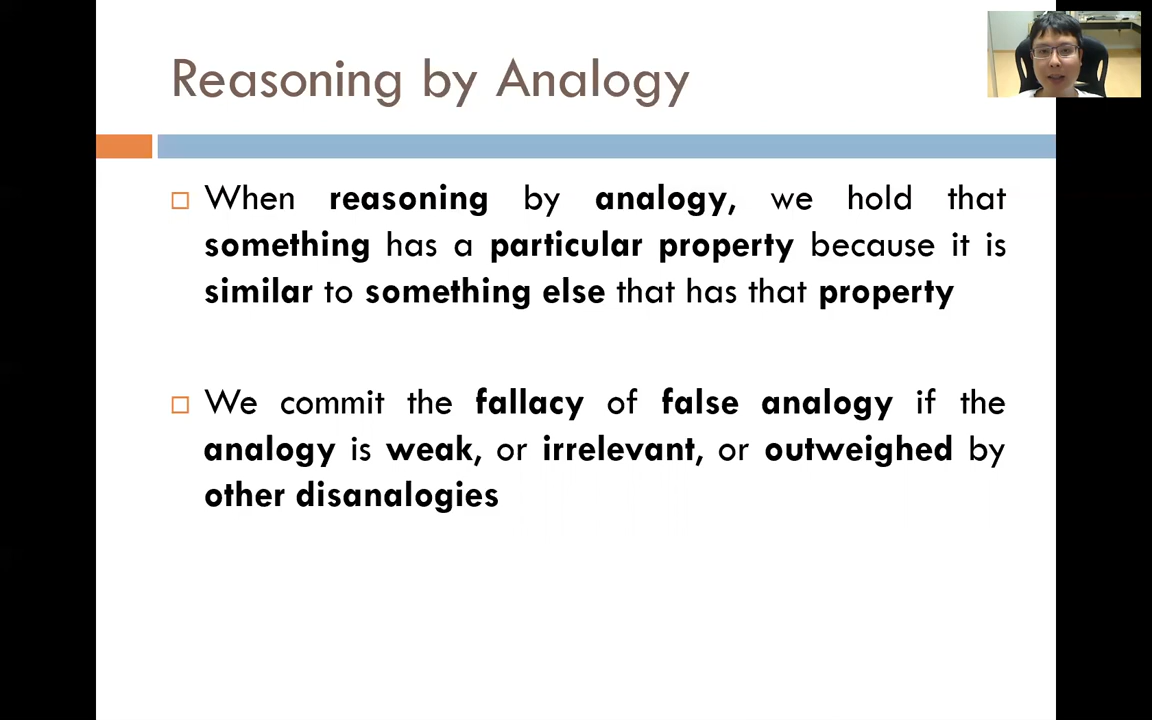 Reasoning by Analogy
When reasoning by analogy, we hold that
something has a particular property because it is
similar to something else that has that property
We commit the fallacy of false analogy if the
analogy is weak, or irrelevant, or outweighed by
other disanalogies